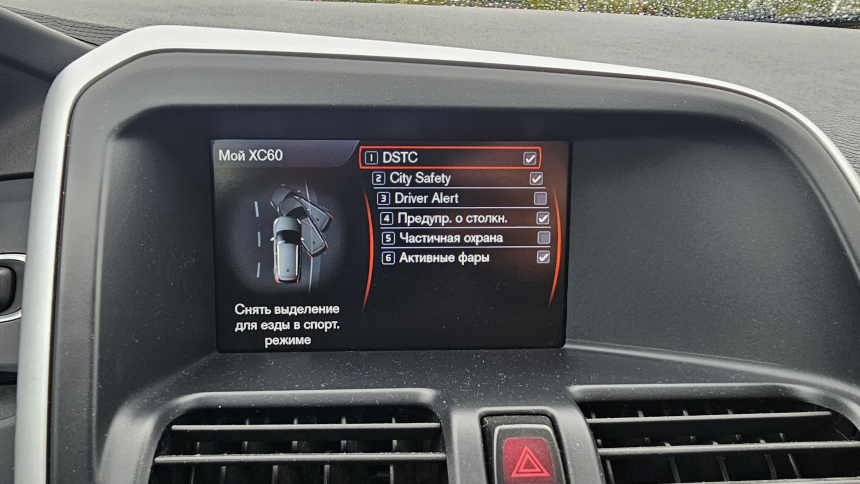 Мой XC60
1 DSTC
2 City Safety
3 Driver Alert
4 Предупр. о столкн.
5 Частичная охрана
6 Активные фары
Снять выделение
для езды в спорт.
режиме